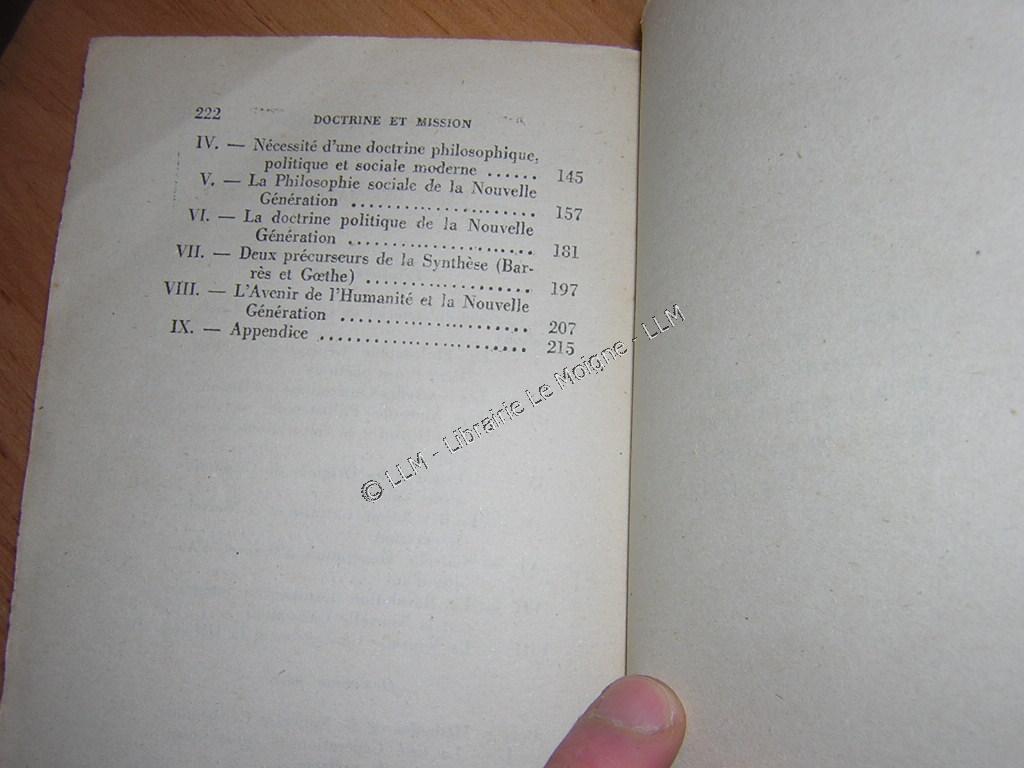 222
DOCTRINE ET MISSION
IV. — Nécessité d'une doctrine philosophique,
politique et sociale moderne ...... 145
V. — La Philosophie sociale de la Nouvelle
Génération ........................ 157
VI. — La doctrine politique de la Nouvelle
Génération ........................ 181
VII. — Deux précurseurs de la Synthèse (Bar-
rès et Gœthe) ..................... 197
VIII. — L'Avenir de l'Humanité et la Nouvelle
Génération ........................ 207
IX. — Appendice ........................... 215
© LLM - Librairie Le Moigne - LLM